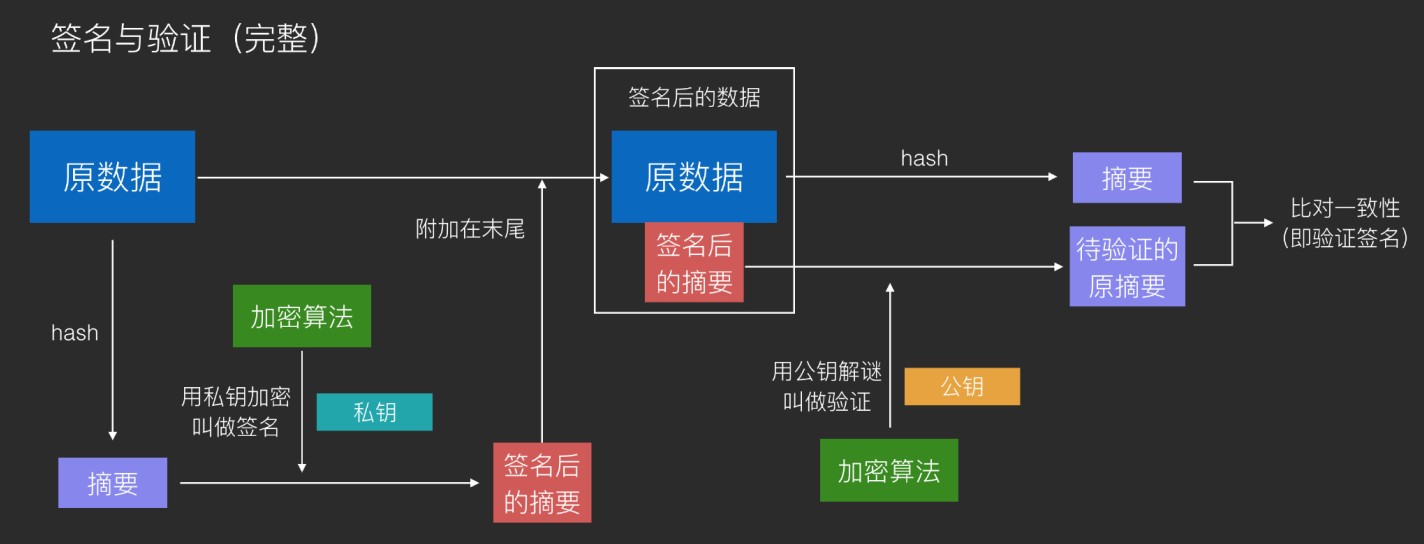 签名与验证（完整）
签名后的数据
原数据
原数据
hash
摘要
附加在末尾
签名后
的摘要
待验证的
原摘要
比对一致性
（即验证签名）
加密算法
hash
用私钥加密
叫做签名
私钥
用公钥解谜
叫做验证
公钥
摘要
签名后
的摘要
加密算法